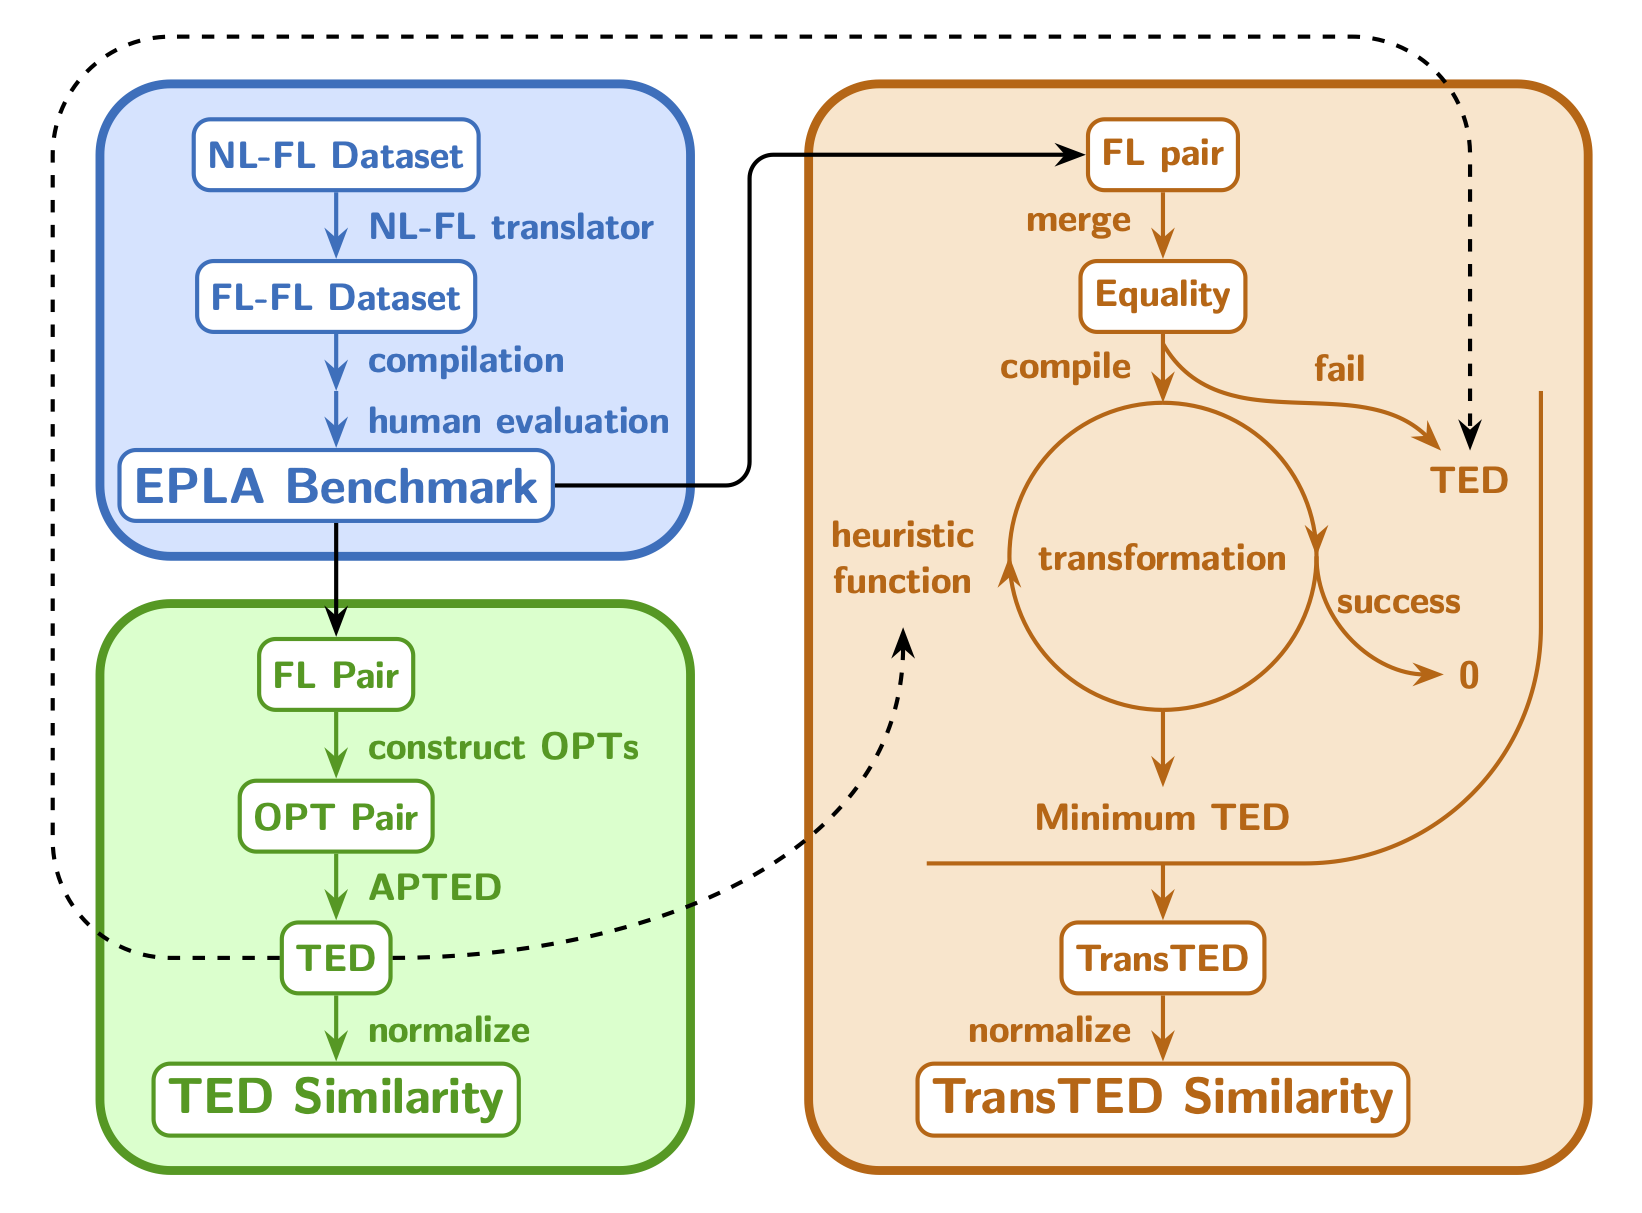 NL-FL Dataset
NL-FL translator
FL-FL Dataset
compilation
human evaluation
EPLA Benchmark
FL Pair
construct OPTs
OPT Pair
APTED
TED
normalize
TED Similarity
FL pair
merge
Equality
compile
fail
TED
heuristic
function
transformation
success
0
Minimum TED
TransTED
normalize
TransTED Similarity